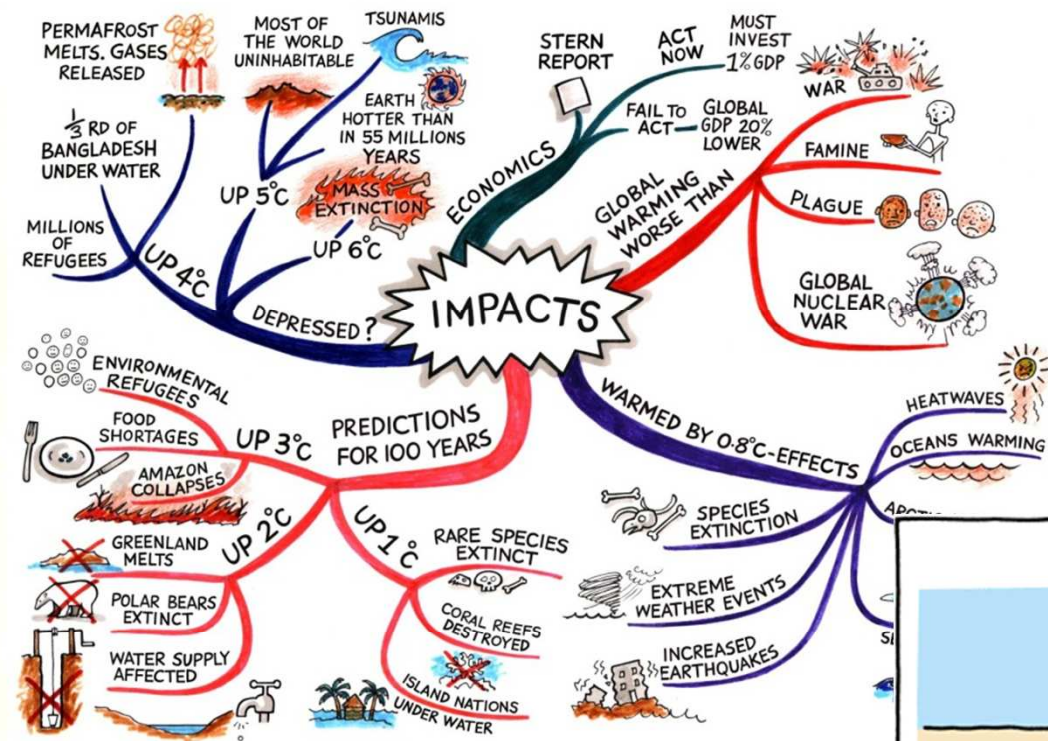 PERMAFROST
MELTS. GASES
RELEASED
MOST OF
THE WORLD
UNINHABITABLE
TSUNAMIS
EARTH
HOTTER THAN
IN 55 MILLIONS
YEARS
1/3 RD OF
BANGLADESH
UNDER WATER
MILLIONS
OF
REFUGEES
UP 4°C
UP 5°C
MASS
EXTINCTION
UP 6°C
DEPRESSED?
STERN
REPORT
ACT
NOW
MUST
INVEST
1% GDP
FAIL TO
ACT
GLOBAL
GDP 20%
LOWER
ECONOMICS
GLOBAL
WARMING
WORSE THAN
WAR
FAMINE
PLAGUE
GLOBAL
NUCLEAR
WAR
IMPACTS
PREDICTIONS
FOR 100 YEARS
UP 3°C
ENVIRONMENTAL
REFUGEES
FOOD
SHORTAGES
AMAZON
COLLAPSES
UP 2°C
GREENLAND
MELTS
POLAR BEARS
EXTINCT
WATER SUPPLY
AFFECTED
UP 1°C
RARE SPECIES
EXTINCT
CORAL REEFS
DESTROYED
ISLAND NATIONS
UNDER WATER
WARMED BY 0.8°C-EFFECTS
HEATWAVES
OCEANS WARMING
SPECIES
EXTINCTION
EXTREME
WEATHER EVENTS
INCREASED
EARTHQUAKES